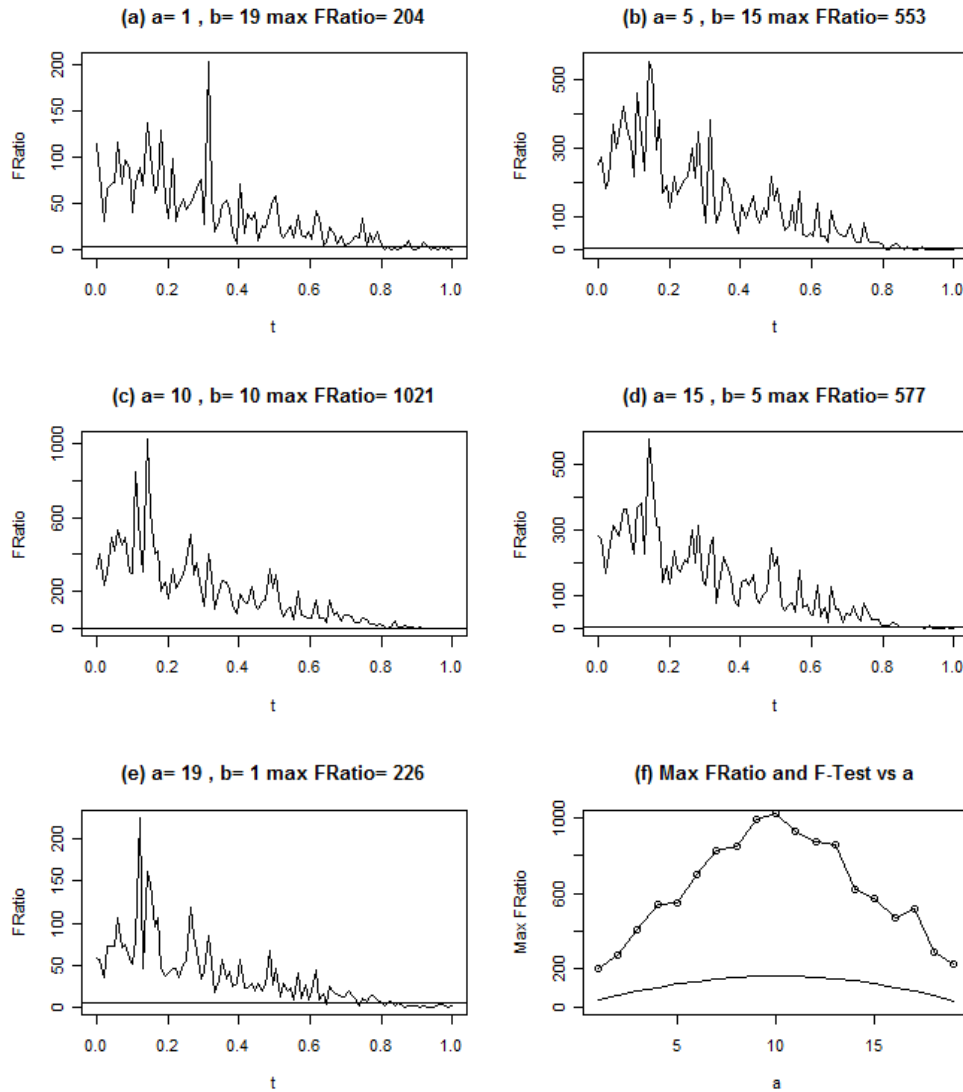 (a) a= 1 , b= 19 max FRatio= 204
FRatio
0 50 100 150 200
0.0 0.2 0.4 0.6 0.8 1.0
t
(b) a= 5 , b= 15 max FRatio= 553
FRatio
0 100 300 500
0.0 0.2 0.4 0.6 0.8 1.0
t
(c) a= 10 , b= 10 max FRatio= 1021
FRatio
0 200 600 1000
0.0 0.2 0.4 0.6 0.8 1.0
t
(d) a= 15 , b= 5 max FRatio= 577
FRatio
0 100 300 500
0.0 0.2 0.4 0.6 0.8 1.0
t
(e) a= 19 , b= 1 max FRatio= 226
FRatio
0 50 100 150 200
0.0 0.2 0.4 0.6 0.8 1.0
t
(f) Max FRatio and F-Test vs a
Max FRatio
0 200 600 1000
5 10 15
a